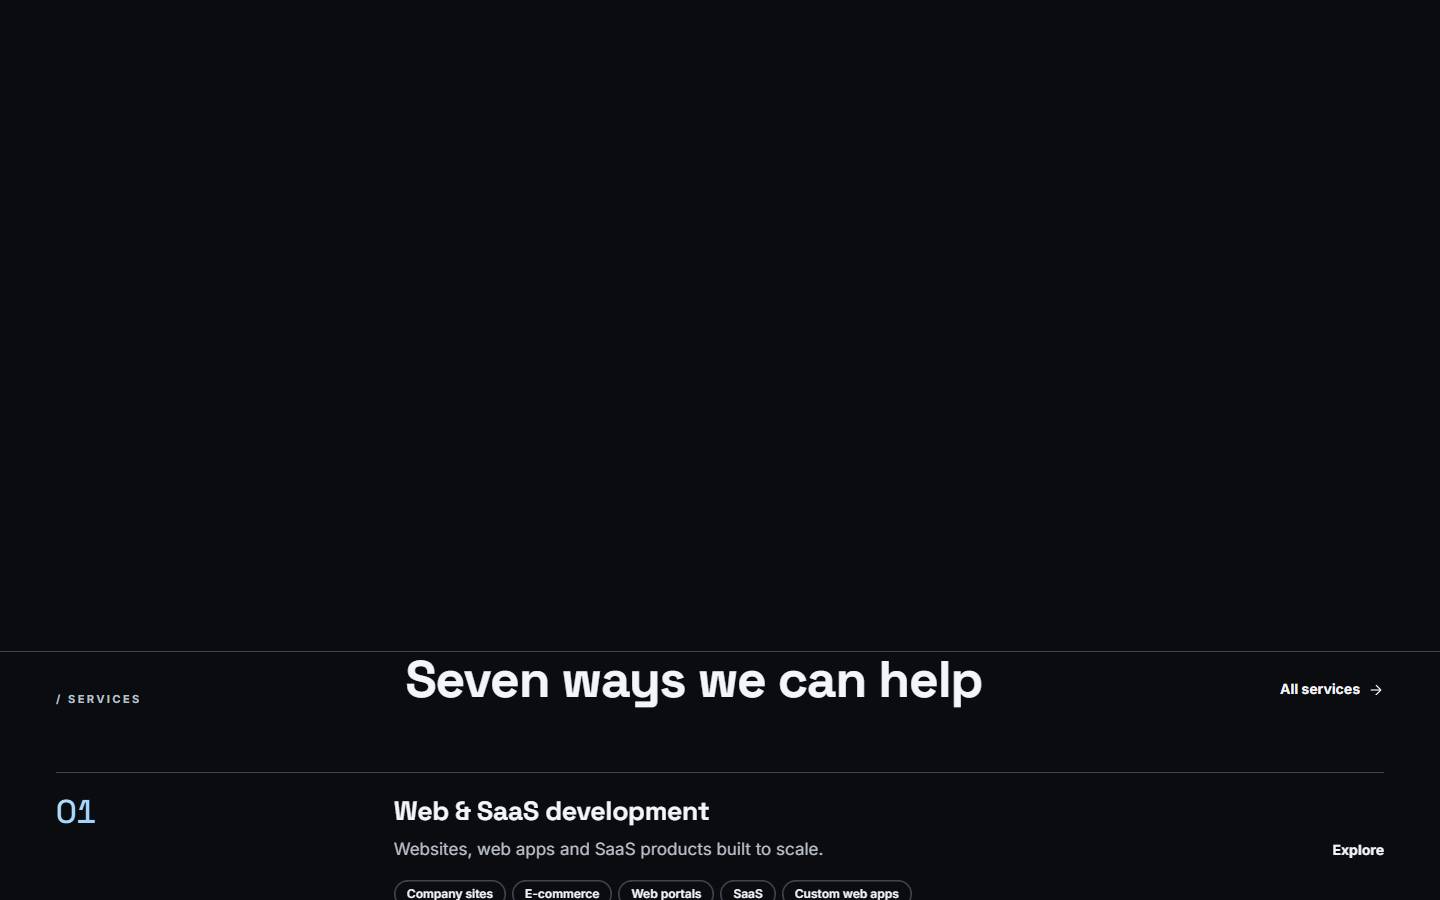 / SERVICES
Seven ways we can help
All services →
01
Web & SaaS development
Websites, web apps and SaaS products built to scale.
Explore
Company sites
E-commerce
Web portals
SaaS
Custom web apps